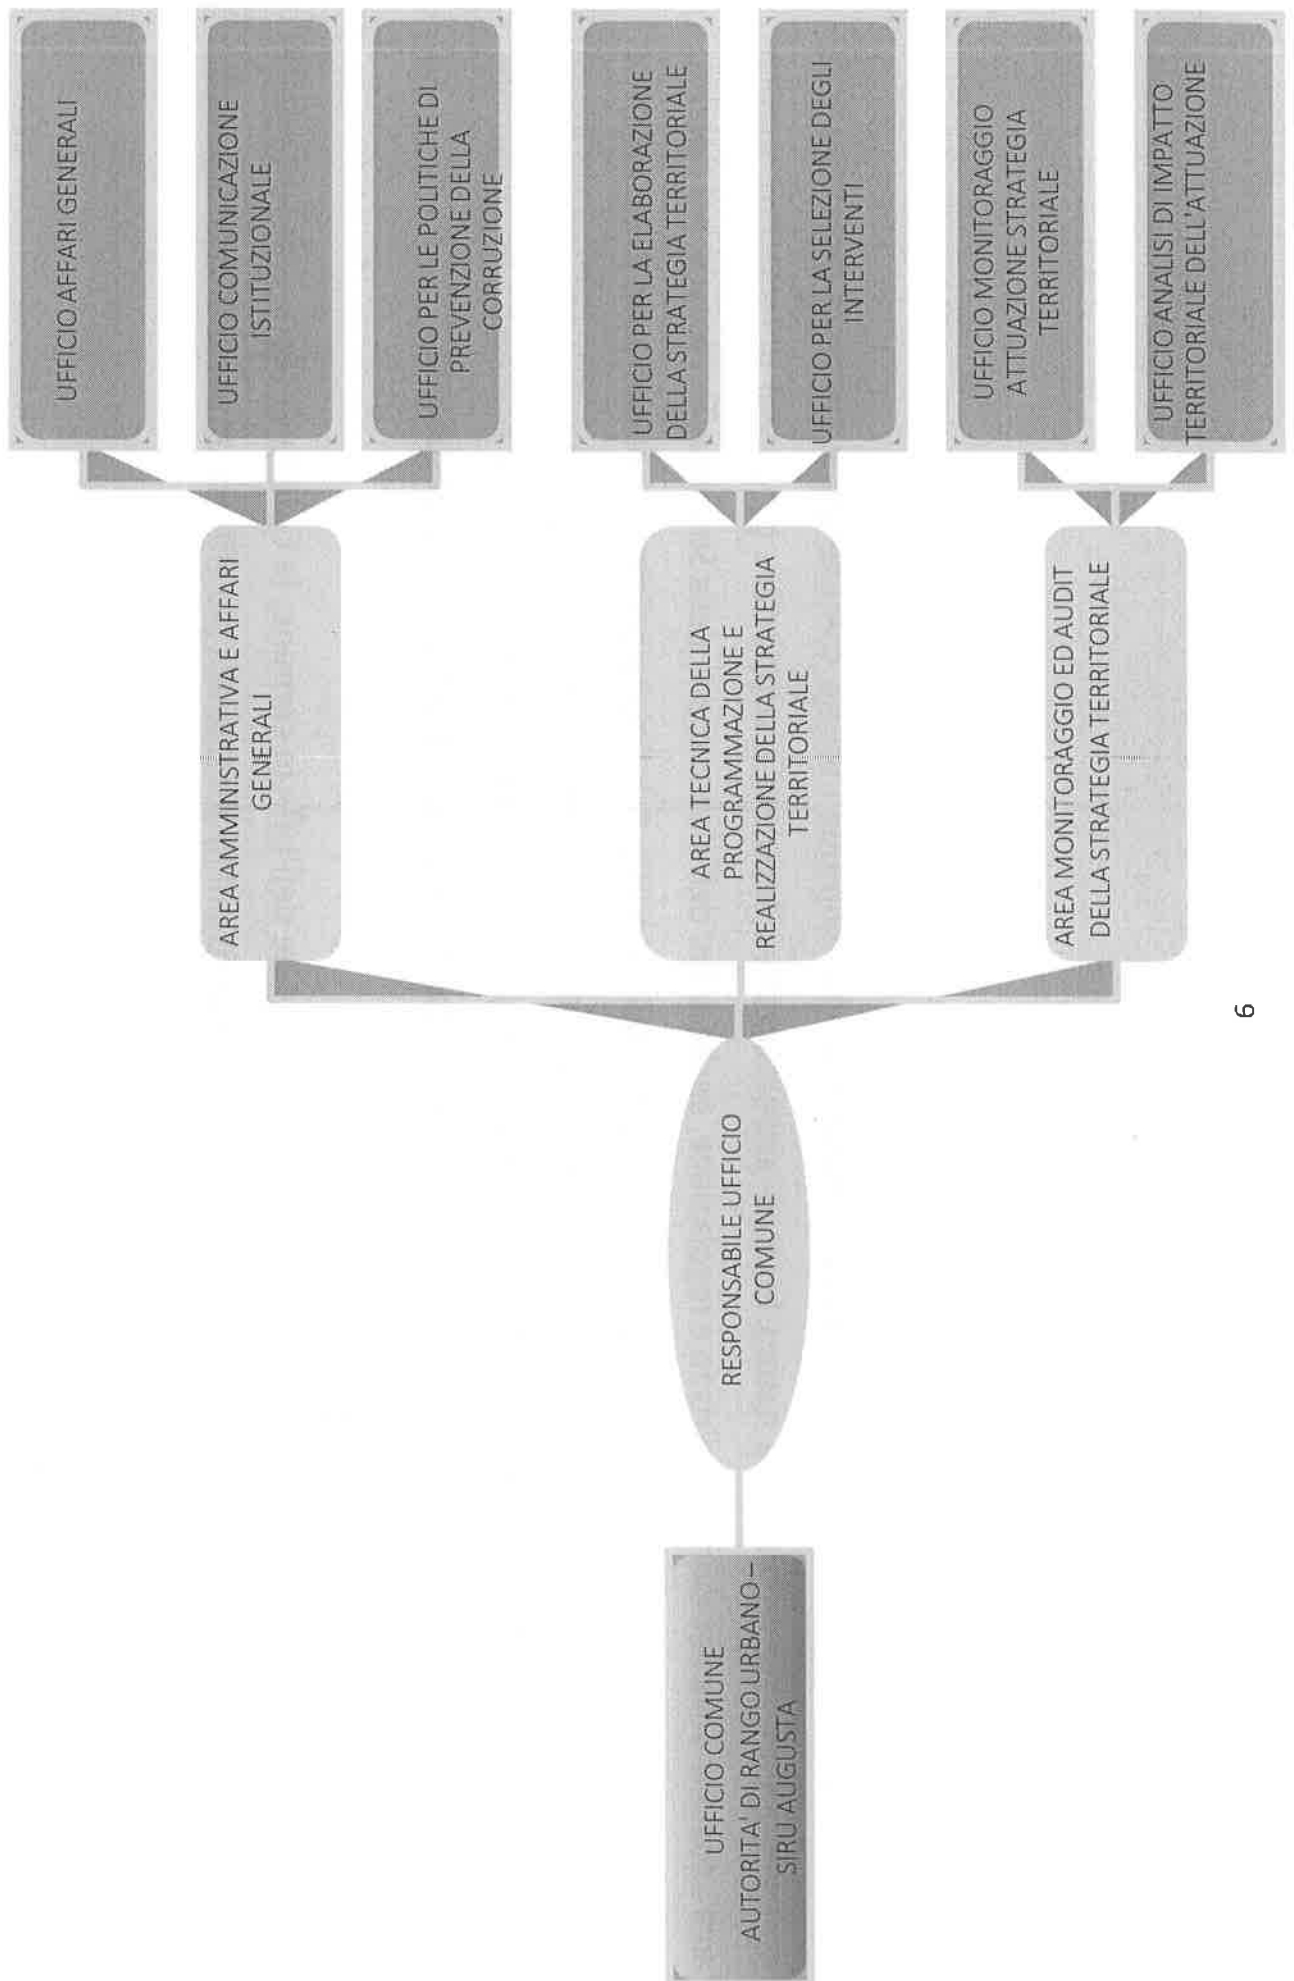 UFFICIO COMUNE
AUTORITA' DI RANGO URBANO–
SIRU AUGUSTA
RESPONSABILE UFFICIO
COMUNE
AREA AMMINISTRATIVA E AFFARI
GENERALI
UFFICIO AFFARI GENERALI
UFFICIO COMUNICAZIONE
ISTITUZIONALE
UFFICIO PER LE POLITICHE DI
PREVENZIONE DELLA
CORRUZIONE
AREA TECNICA DELLA
PROGRAMMAZIONE E
REALIZZAZIONE DELLA STRATEGIA
TERRITORIALE
UFFICIO PER LA ELABORAZIONE
DELLA STRATEGIA TERRITORIALE
UFFICIO PER LA SELEZIONE DEGLI
INTERVENTI
AREA MONITORAGGIO ED AUDIT
DELLA STRATEGIA TERRITORIALE
UFFICIO MONITORAGGIO
ATTUAZIONE STRATEGIA
TERRITORIALE
UFFICIO ANALISI DI IMPATTO
TERRITORIALE DELL'ATTUAZIONE
6